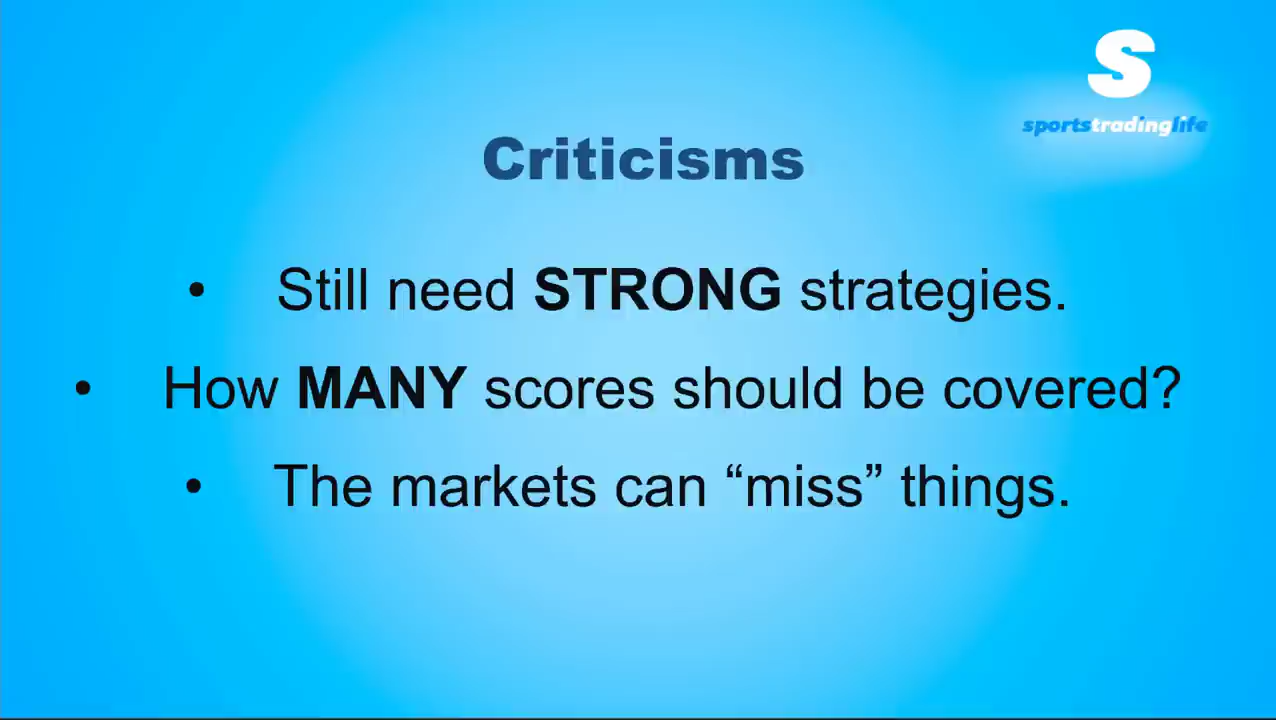 S
sportstradinglife
Criticisms
• Still need STRONG strategies.
• How MANY scores should be covered?
• The markets can “miss” things.